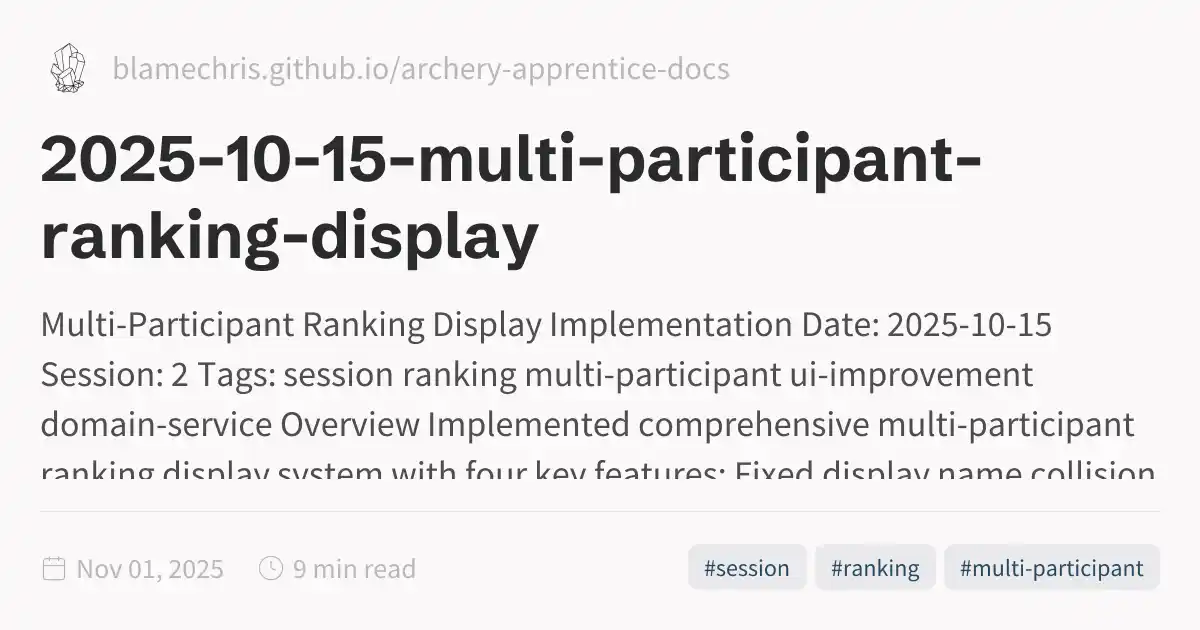 blamechris.github.io/archery-apprentice-docs
2025-10-15-multi-participant-
ranking-display
Multi-Participant Ranking Display Implementation Date: 2025-10-15
Session: 2 Tags: session ranking multi-participant ui-improvement
domain-service Overview Implemented comprehensive multi-participant
ranking display system with four key features: Fixed display name collision
Nov 01, 2025
9 min read
#session
#ranking
#multi-participant